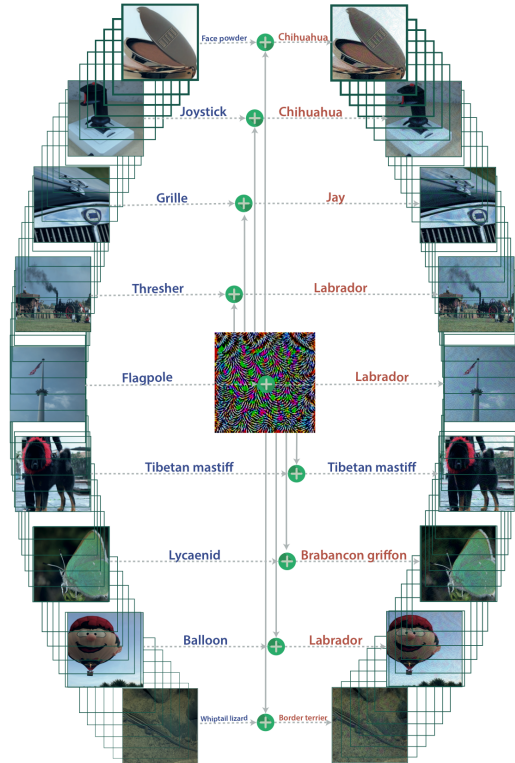 Face powder Chihuahua
Joystick Chihuahua
Grille Jay
Thresher Labrador
Flagpole Labrador
Tibetan mastiff Tibetan mastiff
Lycaenid Brabancon griffon
Balloon Labrador
Whiptail lizard Border terrier